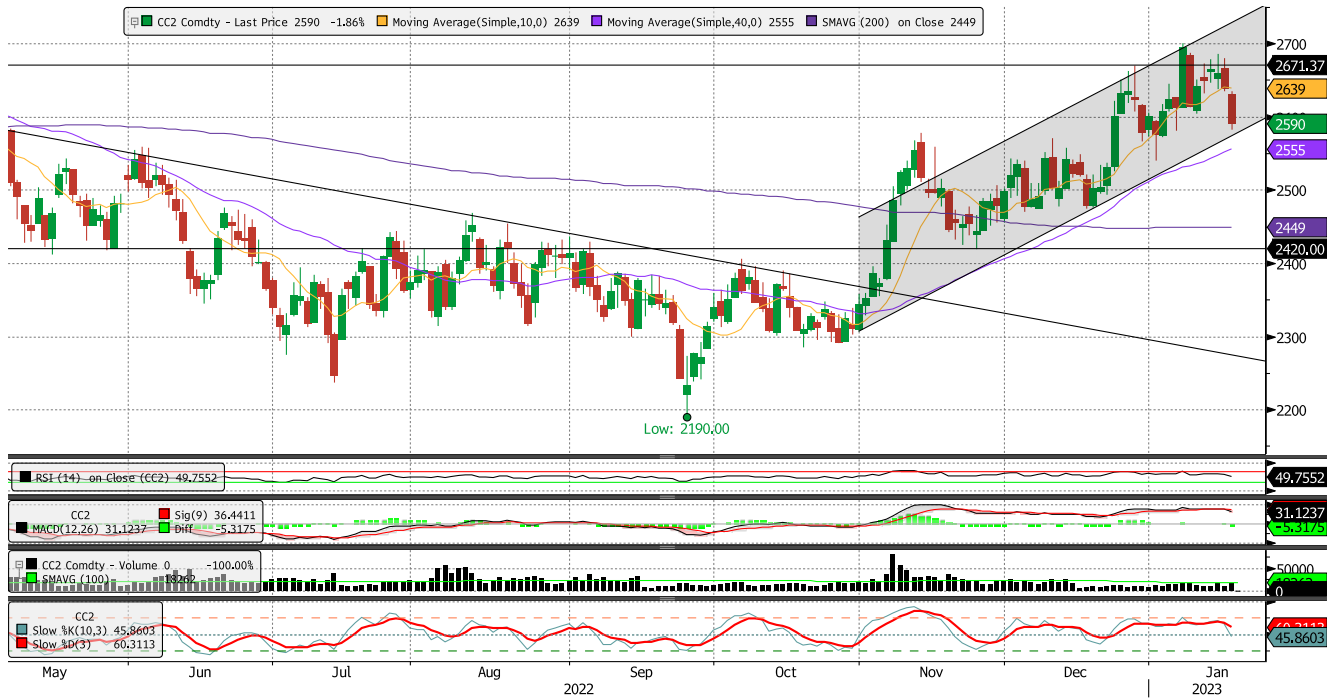 CC2 Comdty - Last Price 2590 -1.86% Moving Average(Simple,10,0) 2639 Moving Average(Simple,40,0) 2555 SMAVG (200) on Close 2449
2700
2671.37
2639
2590
2555
2500
2449
2420.00
2400
2300
2200
Low: 2190.00
RSI (14) on Close (CC2) 49.7552
49.7552
CC2 Sig(9) 36.4411
MACD(12,26) 31.1237 Diff -5.3175
31.1237
-5.3175
CC2 Comdty - Volume 0 -100.00%
SMAVG (100) 18262
50000
0
CC2
Slow %K(10,3) 45.8603
Slow %D(3) 60.3113
45.8603
May Jun Jul Aug Sep Oct Nov Dec Jan
2022 2023